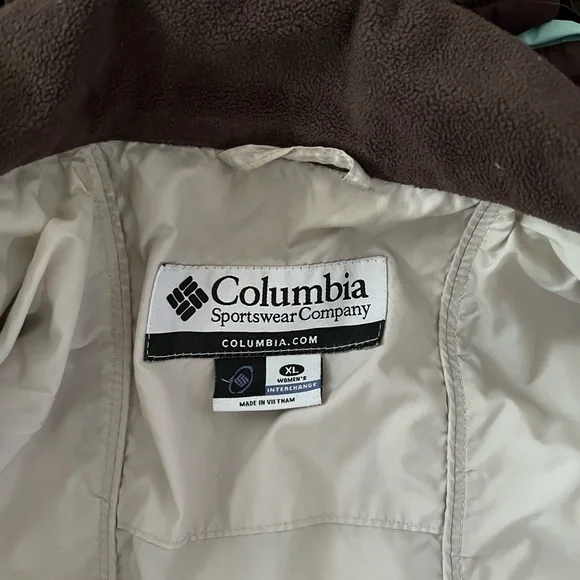 Columbia
Sportswear Company
COLUMBIA.COM
XL
WOMEN'S
INTERCHANGE
MADE IN VIETNAM